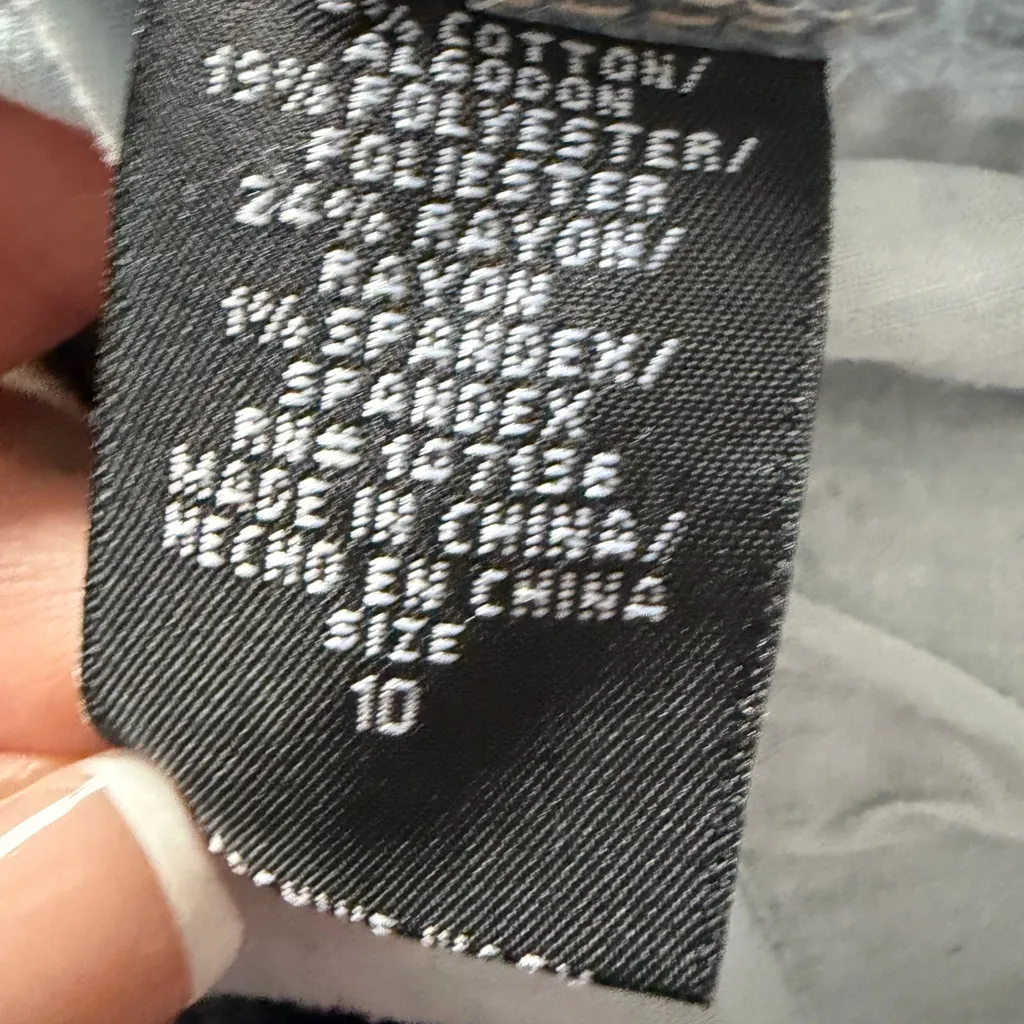 % COTTON/
ALGODON
19% POLYESTER/
POLIESTER
24% RAYON/
RAYON
1% SPANDEX/
SPANDEX
RN# 107136
MADE IN CHINA/
HECHO EN CHINA
SIZE
10